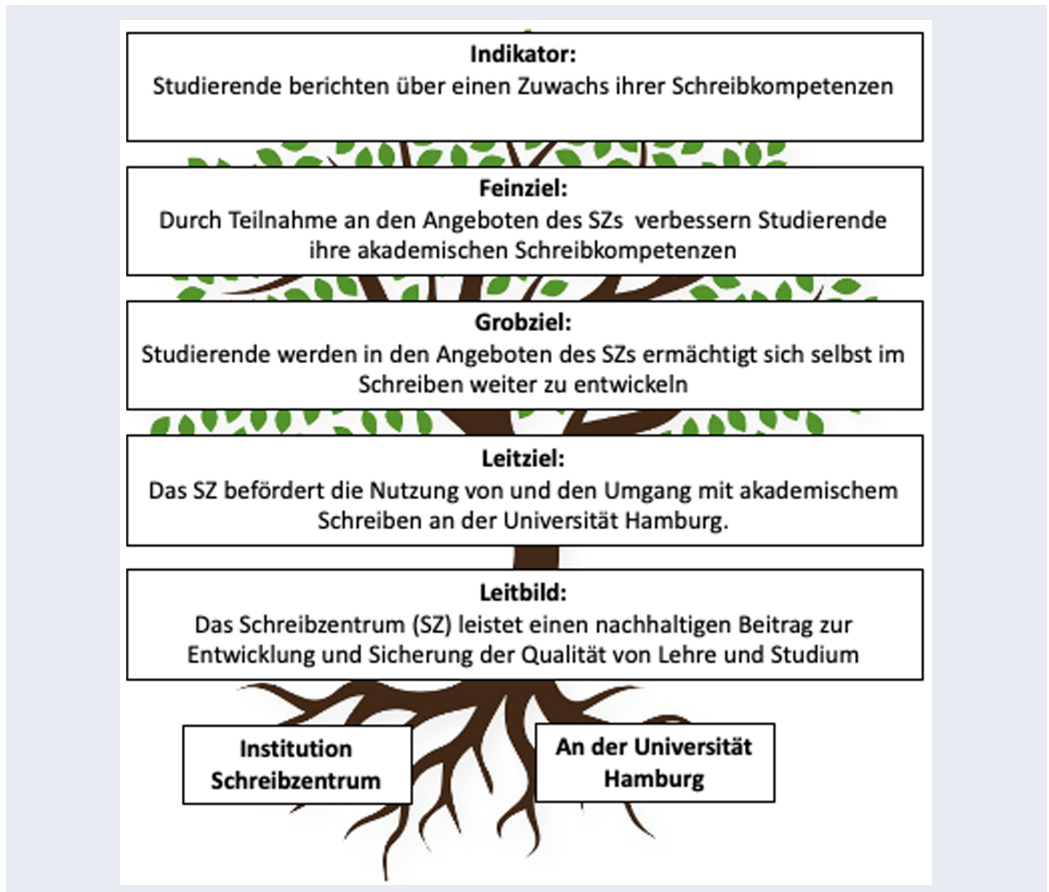 Indikator:
Studierende berichten über einen Zuwachs ihrer Schreibkompetenzen
Feinziel:
Durch Teilnahme an den Angeboten des SZs verbessern Studierende
ihre akademischen Schreibkompetenzen
Grobziel:
Studierende werden in den Angeboten des SZs ermächtigt sich selbst im
Schreiben weiter zu entwickeln
Leitziel:
Das SZ befördert die Nutzung von und den Umgang mit akademischem
Schreiben an der Universität Hamburg.
Leitbild:
Das Schreibzentrum (SZ) leistet einen nachhaltigen Beitrag zur
Entwicklung und Sicherung der Qualität von Lehre und Studium
Institution
Schreibzentrum
An der Universität
Hamburg